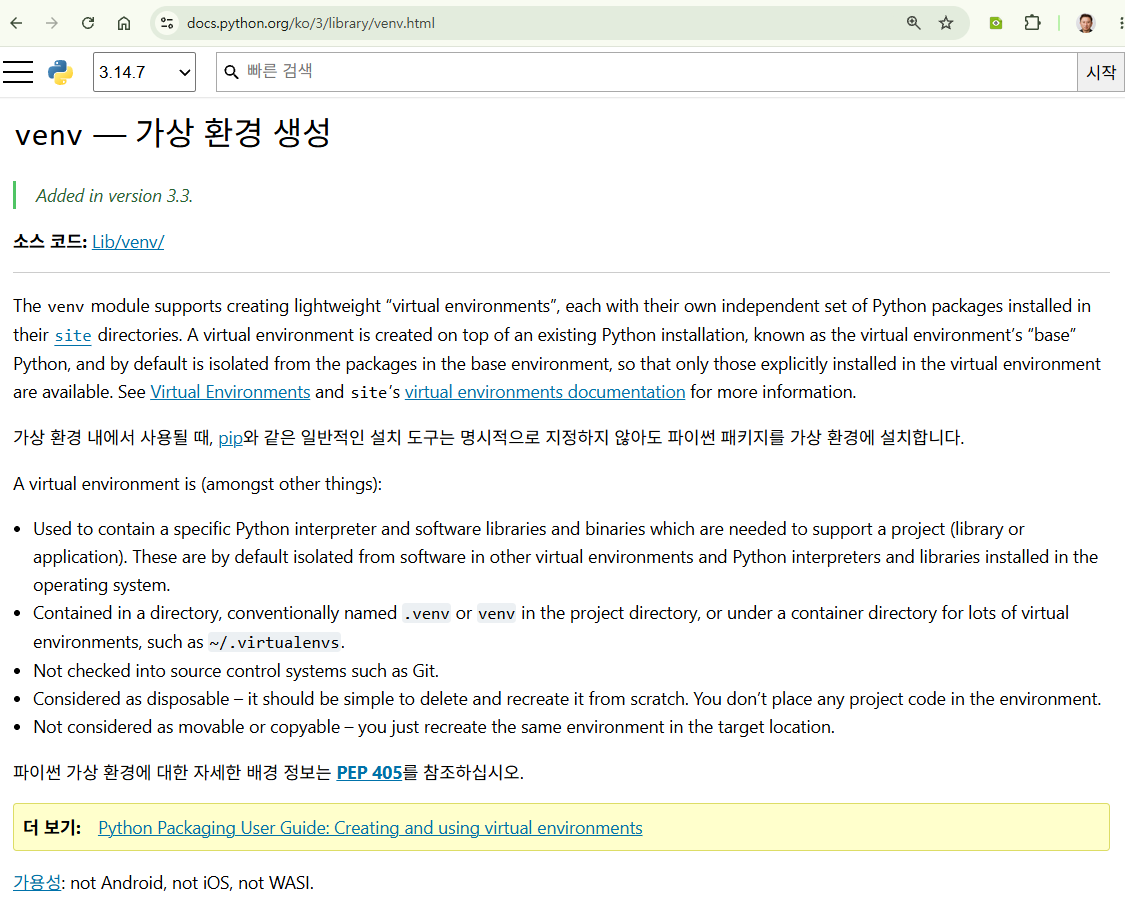 docs.python.org/ko/3/library/venv.html
3.14.7
빠른 검색
시작
venv — 가상 환경 생성
Added in version 3.3.
소스 코드: Lib/venv/
The venv module supports creating lightweight “virtual environments”, each with their own independent set of Python packages installed in
their site directories. A virtual environment is created on top of an existing Python installation, known as the virtual environment’s “base”
Python, and by default is isolated from the packages in the base environment, so that only those explicitly installed in the virtual environment
are available. See Virtual Environments and site’s virtual environments documentation for more information.
가상 환경 내에서 사용될 때, pip와 같은 일반적인 설치 도구는 명시적으로 지정하지 않아도 파이썬 패키지를 가상 환경에 설치합니다.
A virtual environment is (amongst other things):
• Used to contain a specific Python interpreter and software libraries and binaries which are needed to support a project (library or
application). These are by default isolated from software in other virtual environments and Python interpreters and libraries installed in the
operating system.
• Contained in a directory, conventionally named .venv or venv in the project directory, or under a container directory for lots of virtual
environments, such as ~/.virtualenvs.
• Not checked into source control systems such as Git.
• Considered as disposable – it should be simple to delete and recreate it from scratch. You don’t place any project code in the environment.
• Not considered as movable or copyable – you just recreate the same environment in the target location.
파이썬 가상 환경에 대한 자세한 배경 정보는 PEP 405를 참조하십시오.
더 보기: Python Packaging User Guide: Creating and using virtual environments
가용성: not Android, not iOS, not WASI.